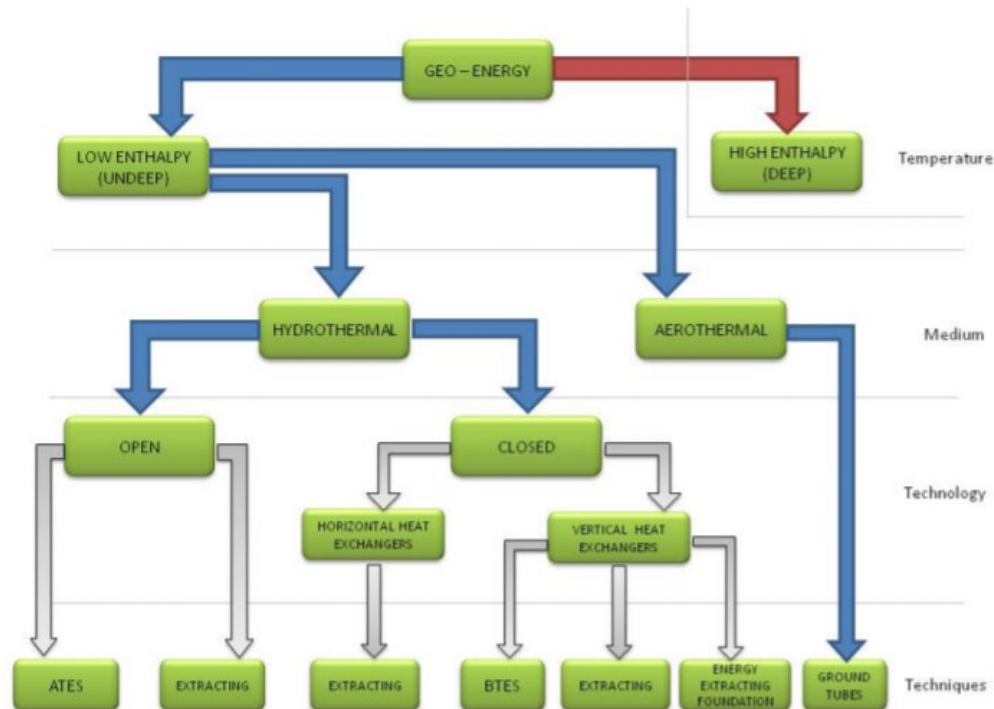 GEO – ENERGY
LOW ENTHALPY
(UNDEEP)
HIGH ENTHALPY
(DEEP)
Temperature
HYDROTHERMAL
AEROTHERMAL
Medium
OPEN
CLOSED
Technology
HORIZONTAL HEAT
EXCHANGERS
VERTICAL HEAT
EXCHANGERS
ATES
EXTRACTING
EXTRACTING
BTES
EXTRACTING
ENERGY
EXTRACTING
FOUNDATION
GROUND
TUBES
Techniques